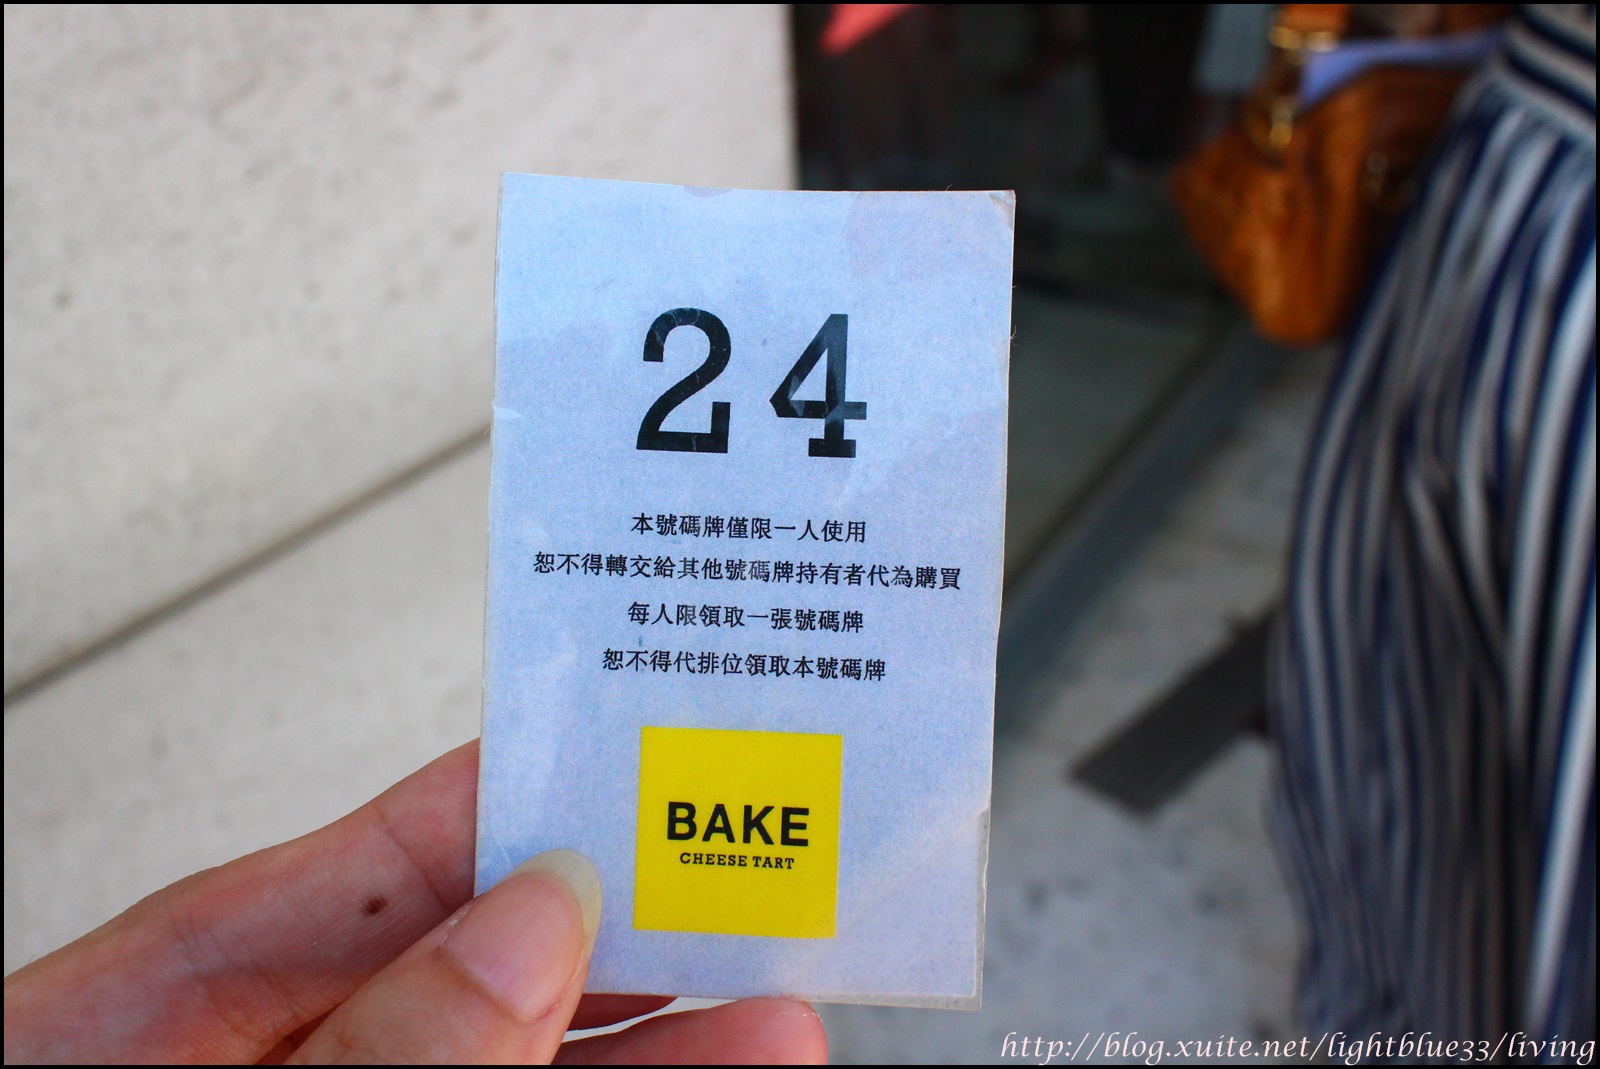 24
本號碼牌僅限一人使用
恕不得轉交給其他號碼牌持有者代為購買
每人限領取一張號碼牌
恕不得代排位領取本號碼牌
BAKE
CHEESE TART
http://blog.xuite.net/lightblue33/living